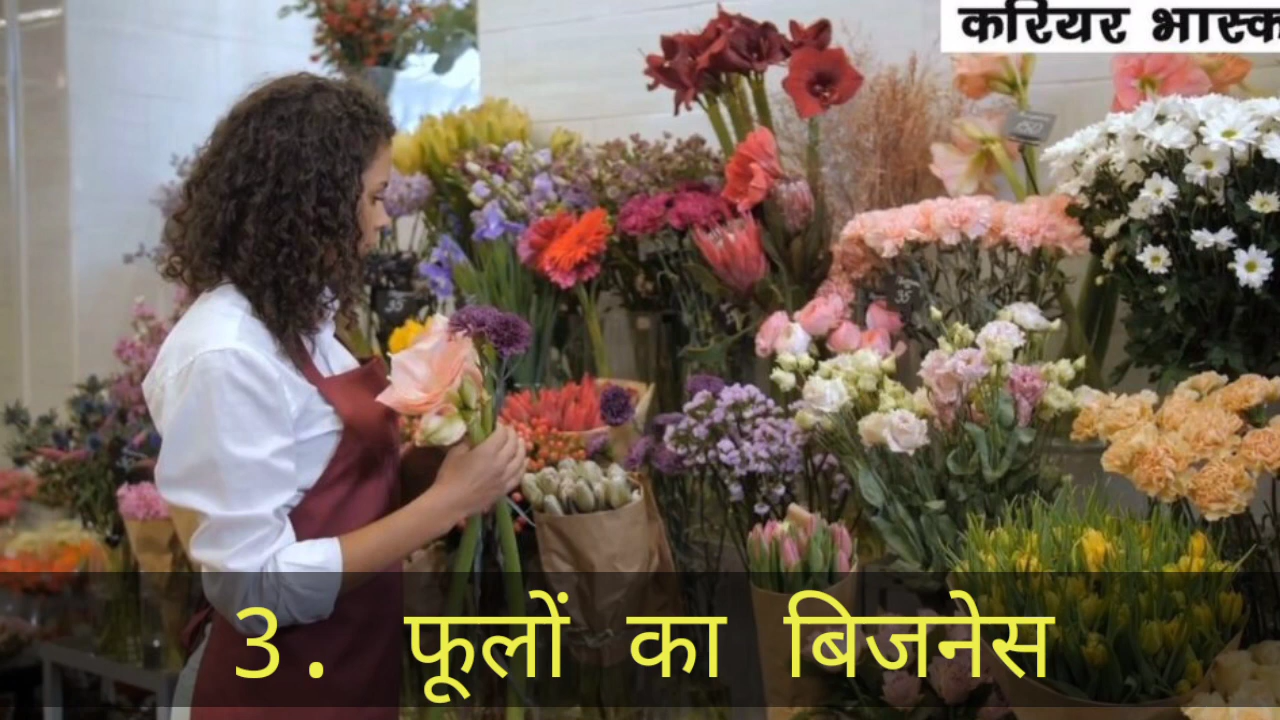 करियर भास्क
3. फूलों का बिजनेस